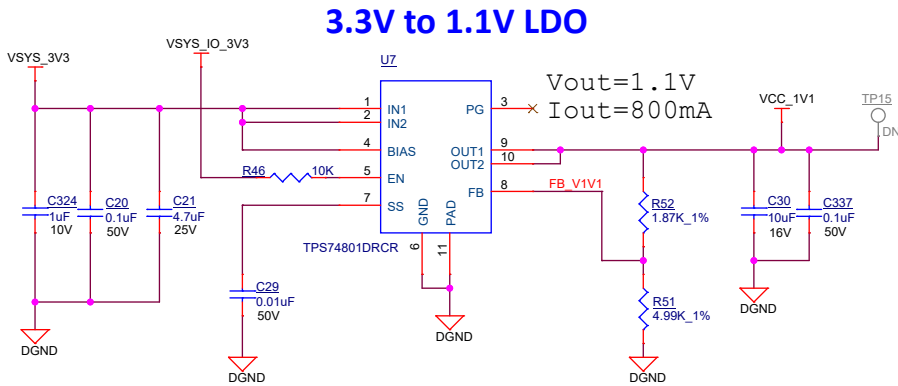 3.3V to 1.1V LDO
VSYS_3V3
VSYS_IO_3V3
U7
Vout=1.1V
Iout=800mA
VCC_1V1
TP15
DN
1
IN1
2
IN2
4
BIAS
5
EN
7
SS
PG
3
OUT1
9
OUT2
10
FB
8
GND
6
PAD
11
TPS74801DRCR
R46
10K
FB_V1V1
C324
1uF
10V
C20
0.1uF
50V
C21
4.7uF
25V
C29
0.01uF
50V
R52
1.87K_1%
R51
4.99K_1%
C30
10uF
16V
C337
0.1uF
50V
DGND
DGND
DGND
DGND
DGND